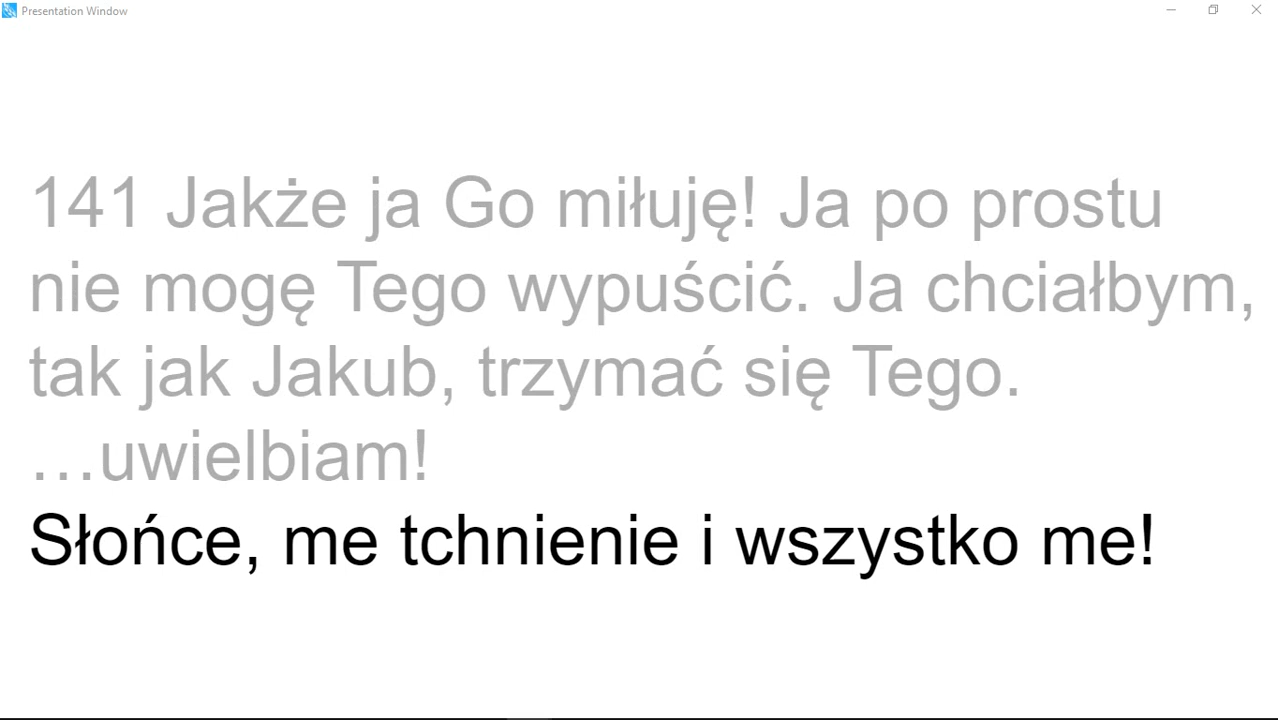 Presentation Window
141 Jakże ja Go miłuję! Ja po prostu
nie mogę Tego wypuścić. Ja chciałbym,
tak jak Jakub, trzymać się Tego.
…uwielbiam!
Słońce, me tchnienie i wszystko me!